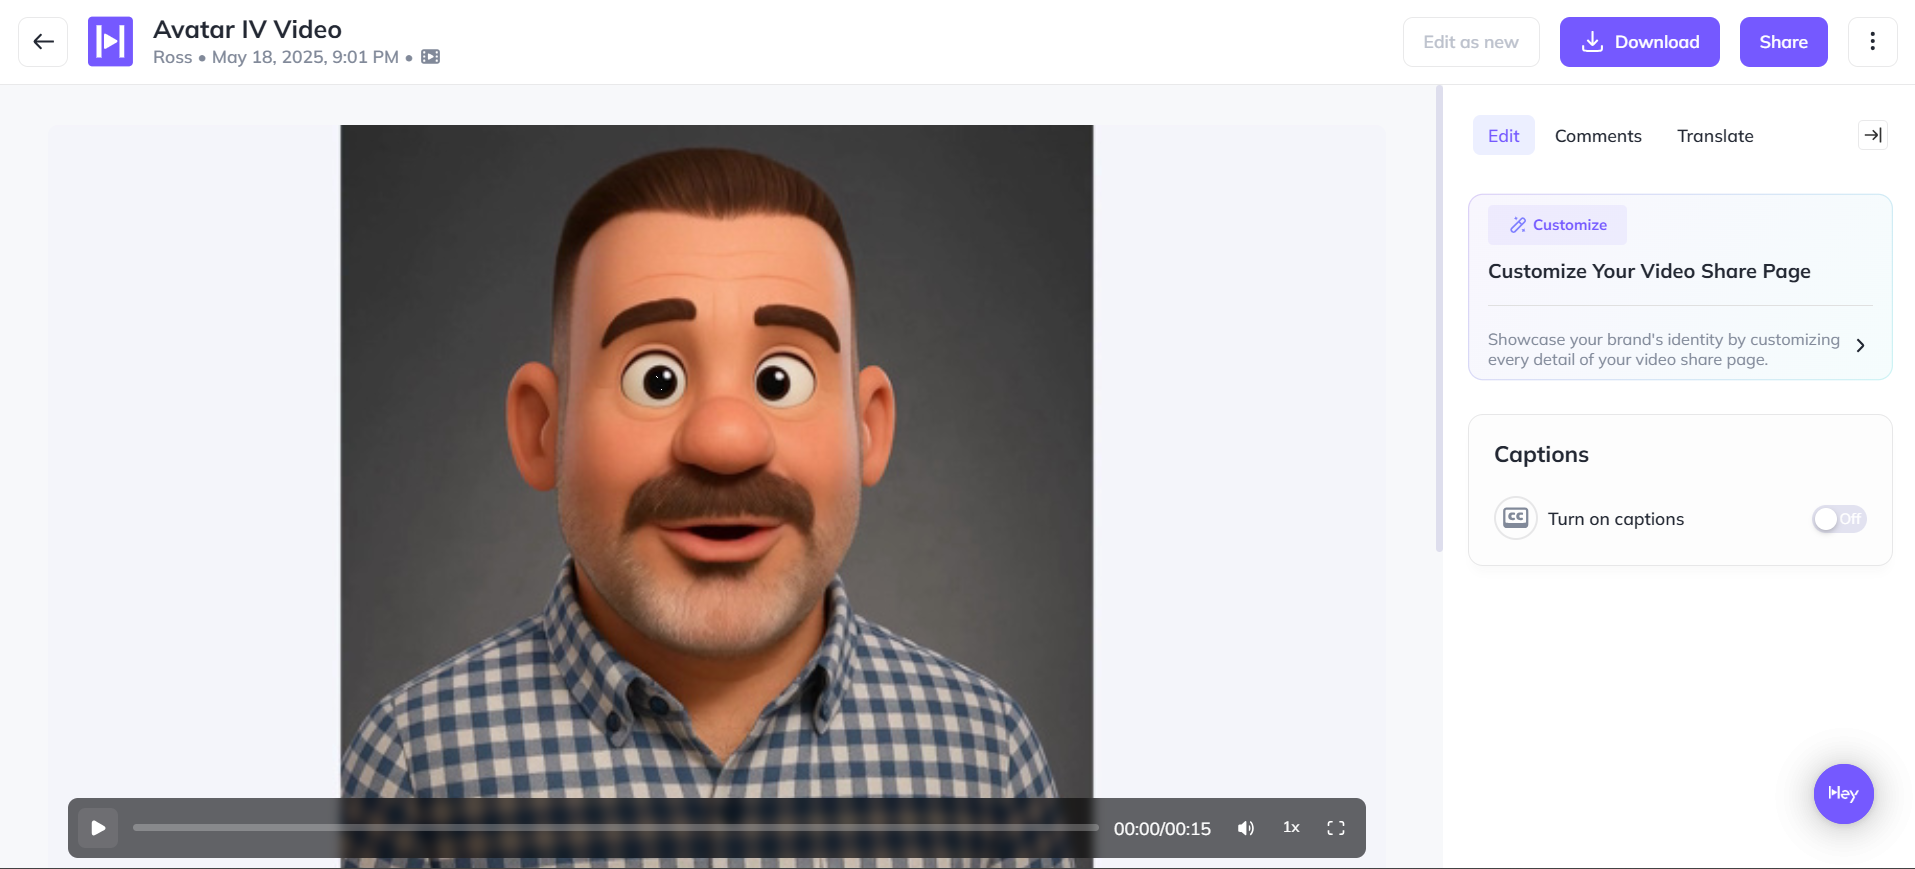 Avatar IV Video
Ross • May 18, 2025, 9:01 PM •
Edit as new
Download
Share
Edit
Comments
Translate
Customize
Customize Your Video Share Page
Showcase your brand's identity by customizing
every detail of your video share page.
Captions
CC
Turn on captions
Off
Hey
00:00/00:15
1x